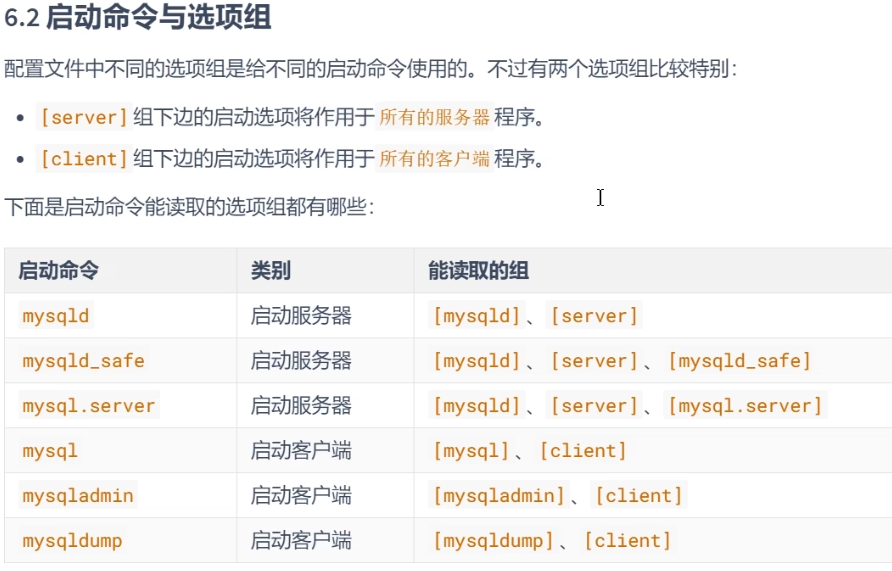 6.2 启动命令与选项组
配置文件中不同的选项组是给不同的启动命令使用的。不过有两个选项组比较特别：
• [server] 组下边的启动选项将作用于 所有的服务器 程序。
• [client] 组下边的启动选项将作用于 所有的客户端 程序。
下面是启动命令能读取的选项组都有哪些：
启动命令 类别 能读取的组
mysqld 启动服务器 [mysqld] 、 [server]
mysqld_safe 启动服务器 [mysqld] 、 [server] 、 [mysqld_safe]
mysql.server 启动服务器 [mysqld] 、 [server] 、 [mysql.server]
mysql 启动客户端 [mysql] 、 [client]
mysqladmin 启动客户端 [mysqladmin] 、 [client]
mysqldump 启动客户端 [mysqldump] 、 [client]